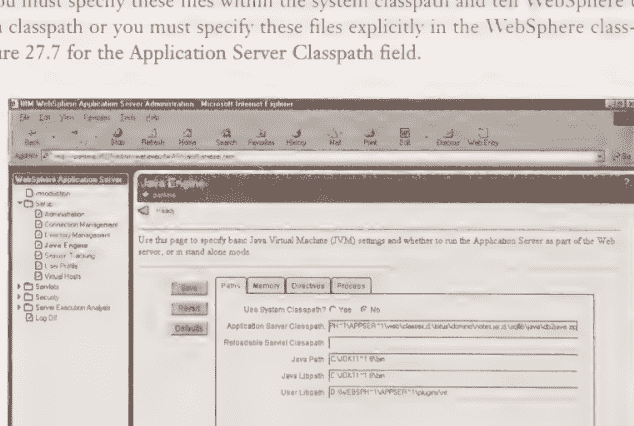 ou must specify these files within the system classpath and tell WebSphere
a classpath or you must specify these files explicitly in the WebSphere class-
ure 27.7 for the Application Server Classpath field.
IBM WebSphere Application Server Administration Microsoft Internet Explorer
File Edit View Favorites Tools Help
Back Stop Refresh Home Search Favorites History Mail Print Edit Discuss
Address
WebSphere Application Server
Introduction
Setup
Administration
Connection Management
Directory Management
Java Engine
Session Tracking
User Profile
Virtual Hosts
Servlets
Security
Server Execution Analysis
Log Off
Java Engine
?
Ready
Use this page to specify basic Java Virtual Machine (JVM) settings and whether to run the Application Server as part of the Web
server, or in stand alone mode
Save
Revert
Defaults
Paths Memory Directives Process
Use System Classpath? Yes No
Application Server Classpath
Reloadable Servlet Classpath
Java Path
Java Libpath
User Libpath